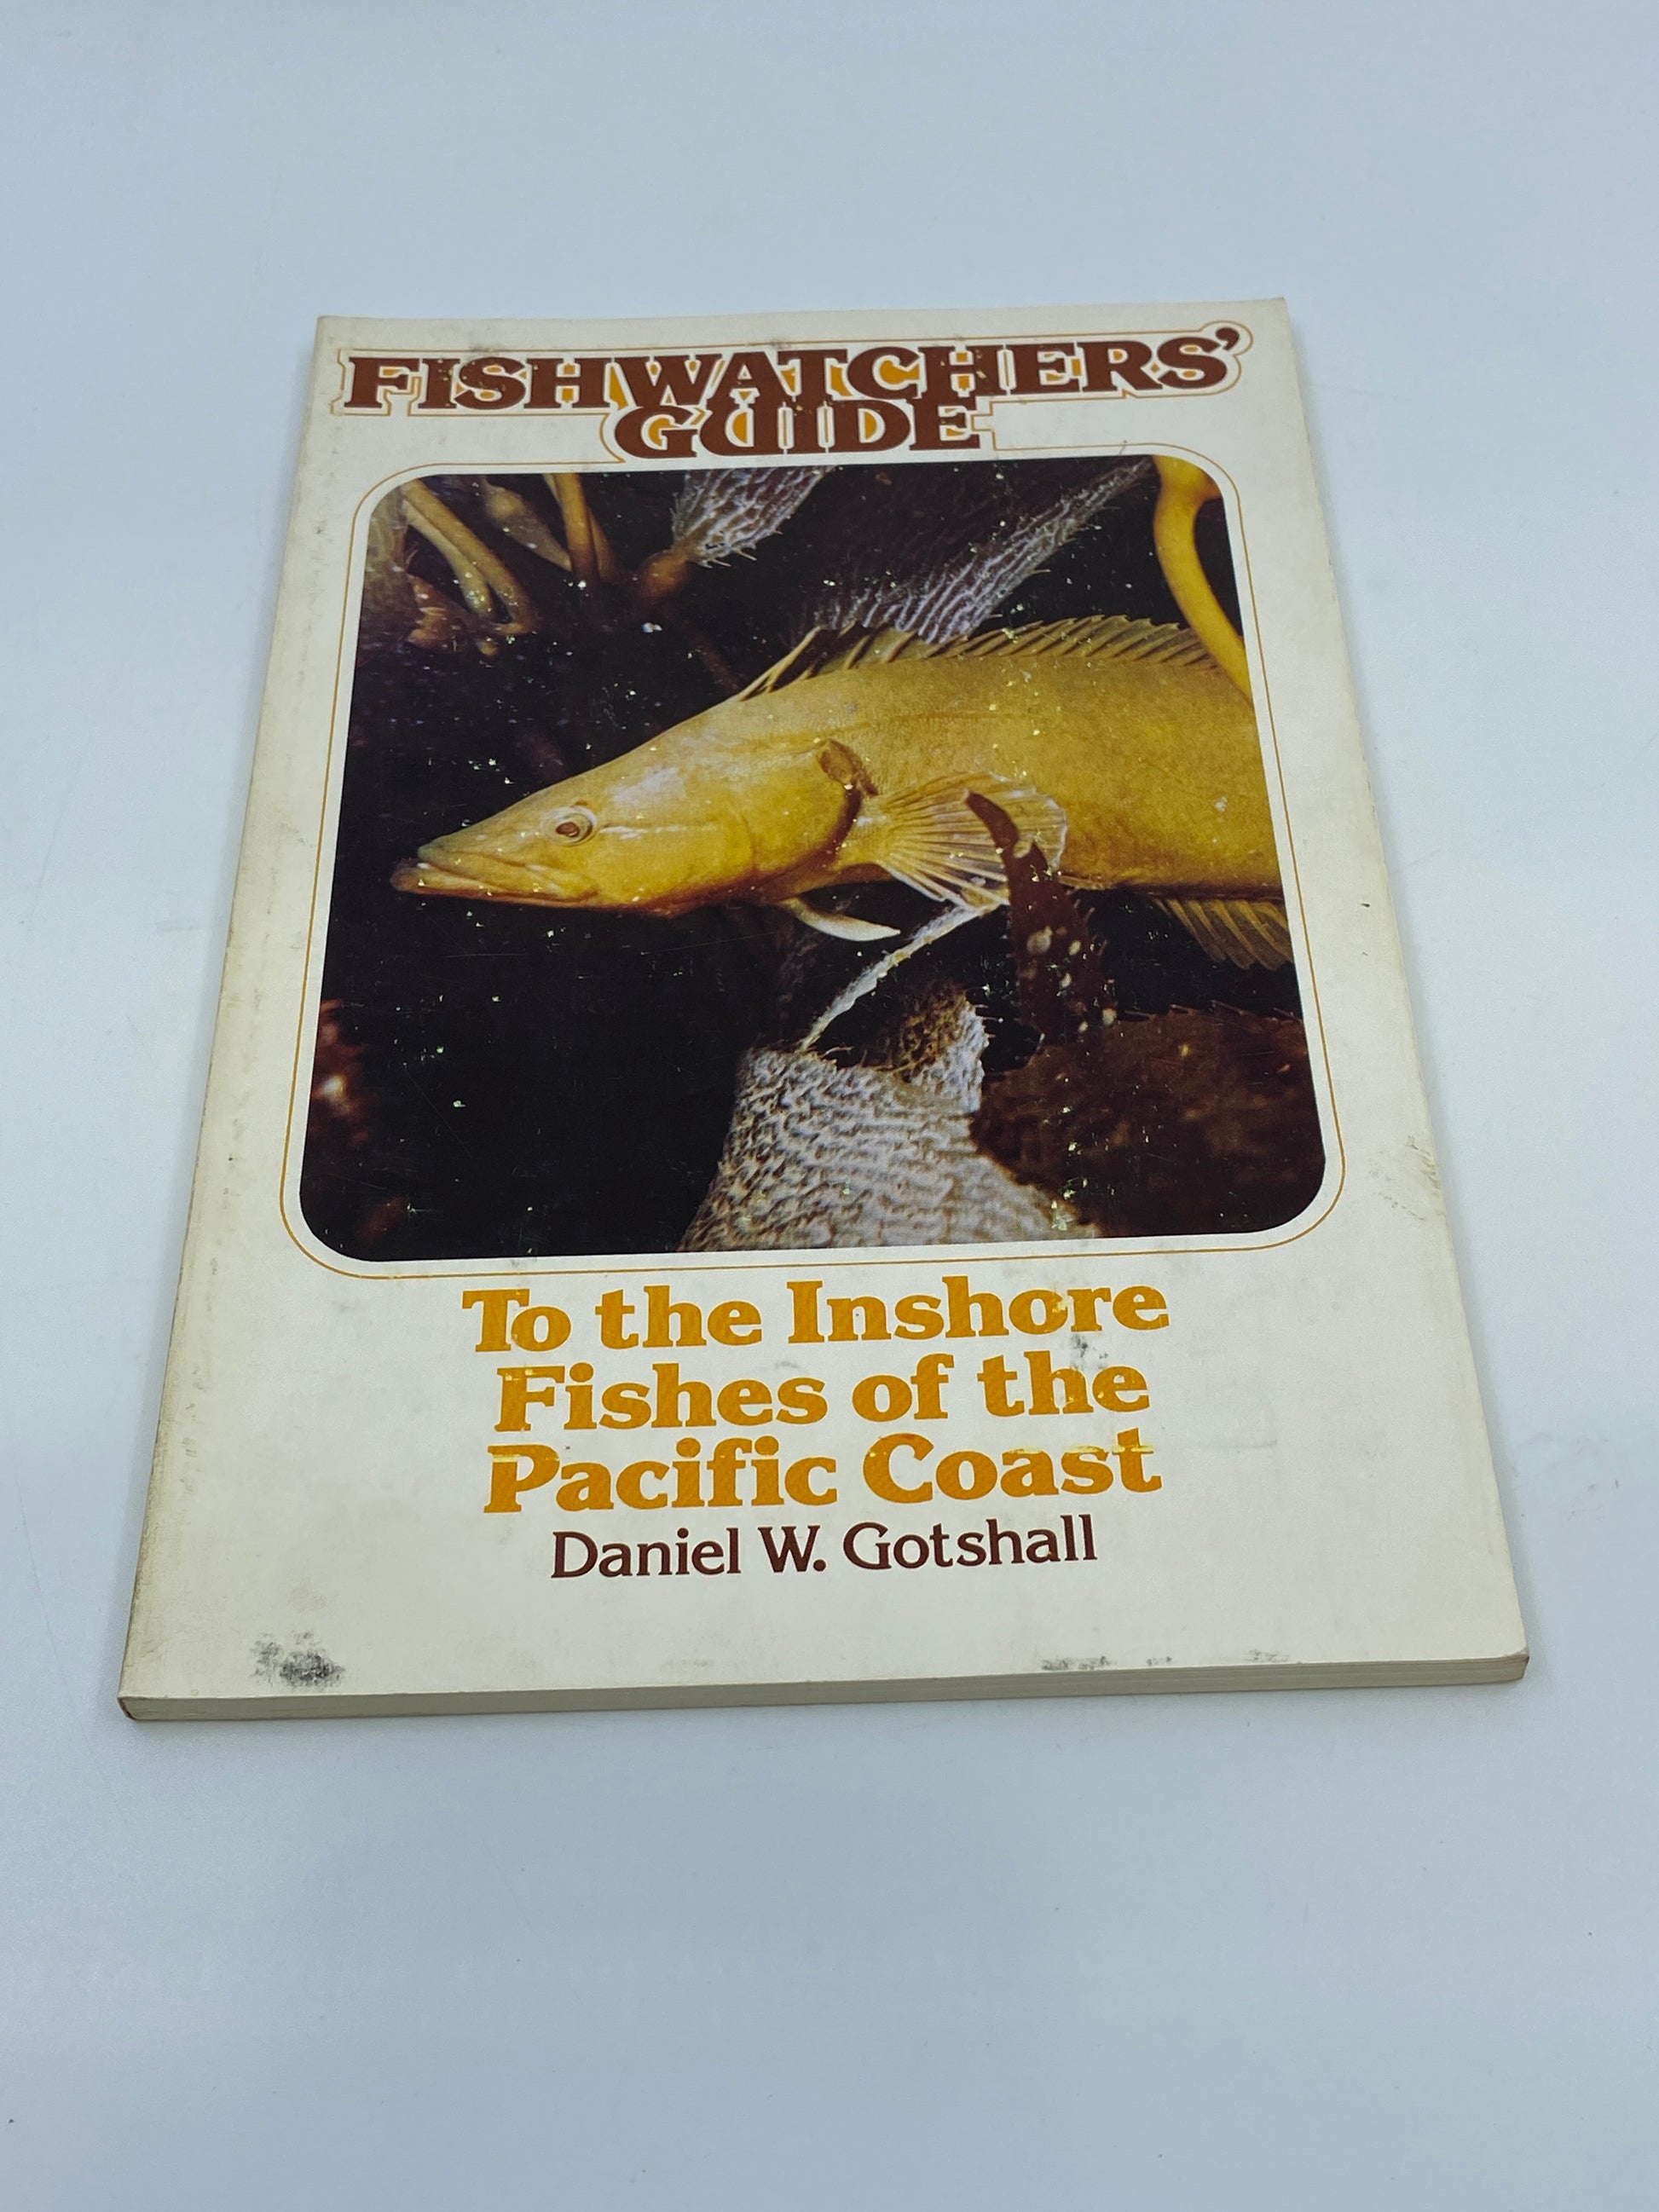 FISHWATCHERS'
GUIDE
To the Inshore
Fishes of the
Pacific Coast
Daniel W. Gotshall